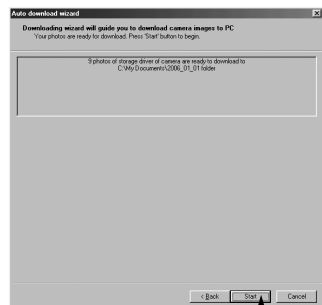 Auto download wizard
Downloading wizard will guide you to download camera images to PC
Your photos are ready for download. Press 'Start' button to begin.
9 photos of storage driver of camera are ready to download to
C:\My Documents\2006_01_01 folder
< Back Start Cancel